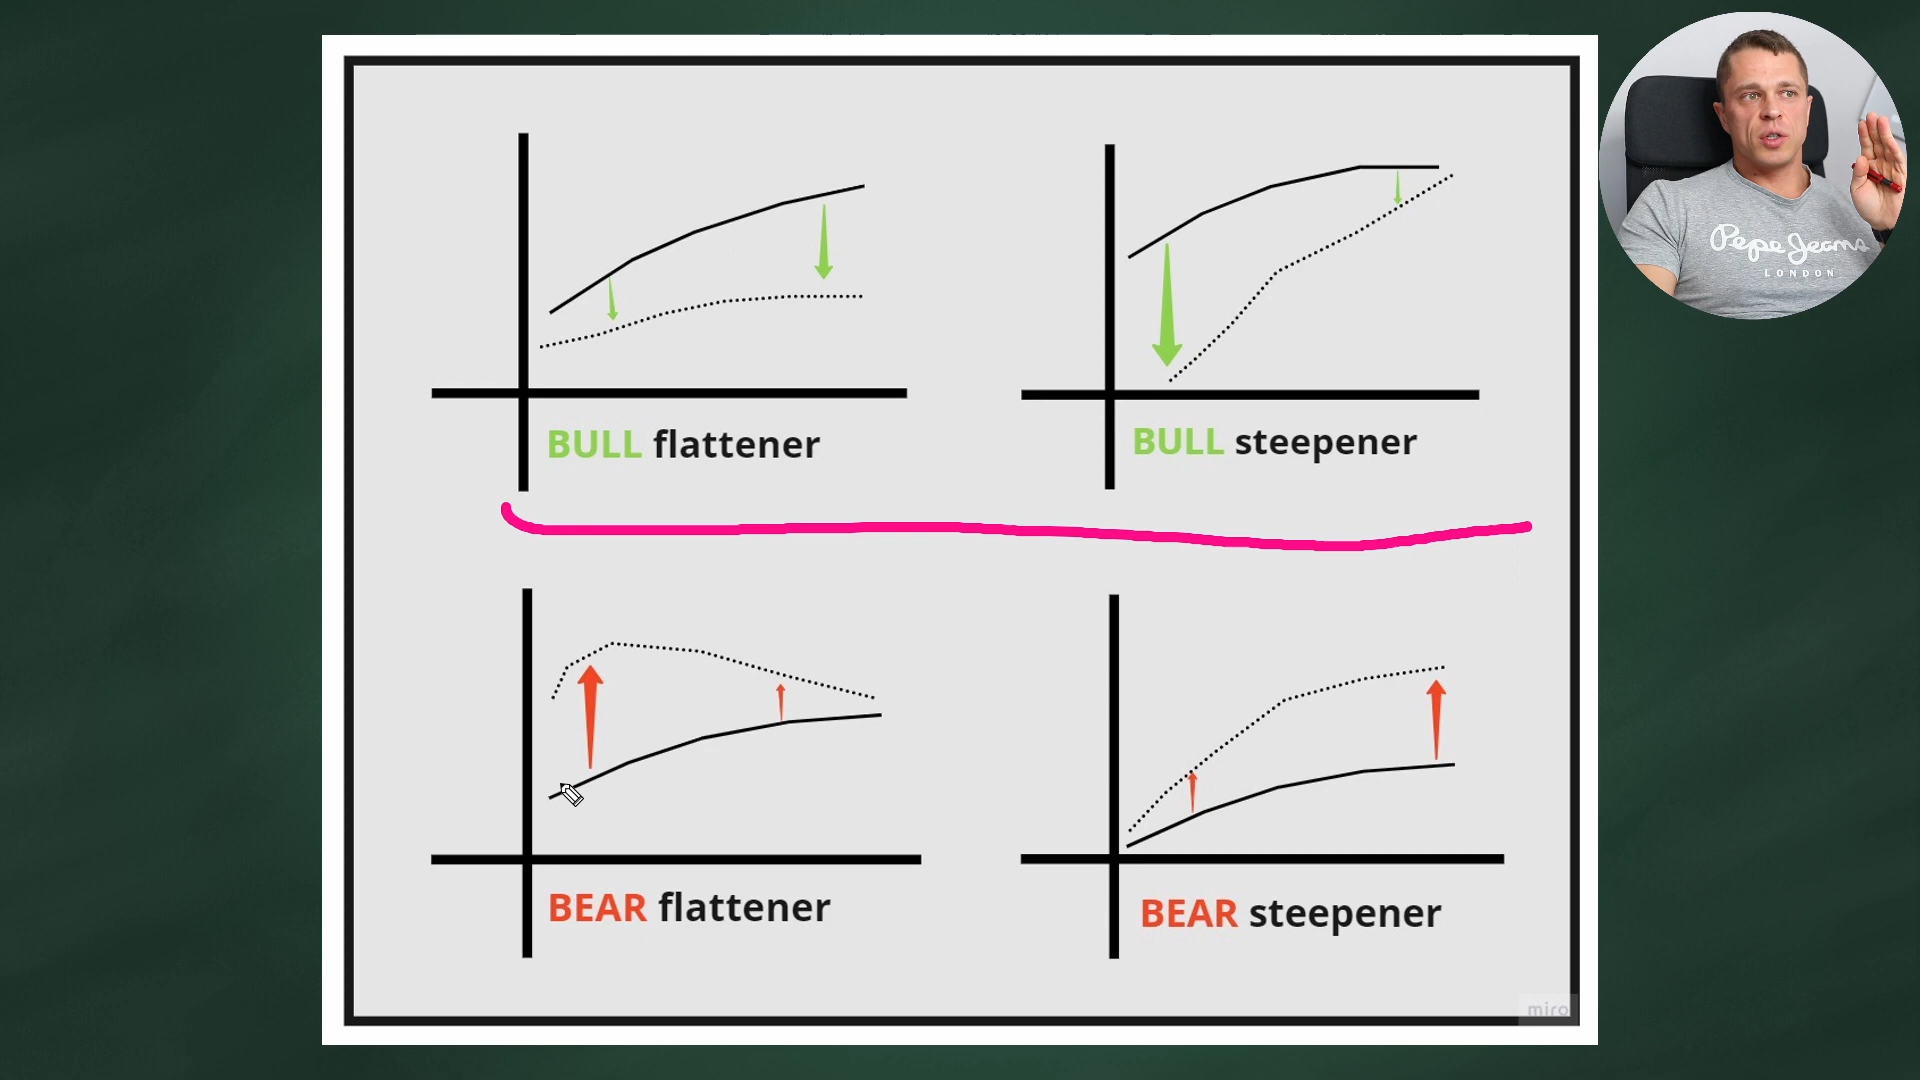 BULL flattener
BULL steepener
BEAR flattener
BEAR steepener
miro
Pepe Jeans
LONDON